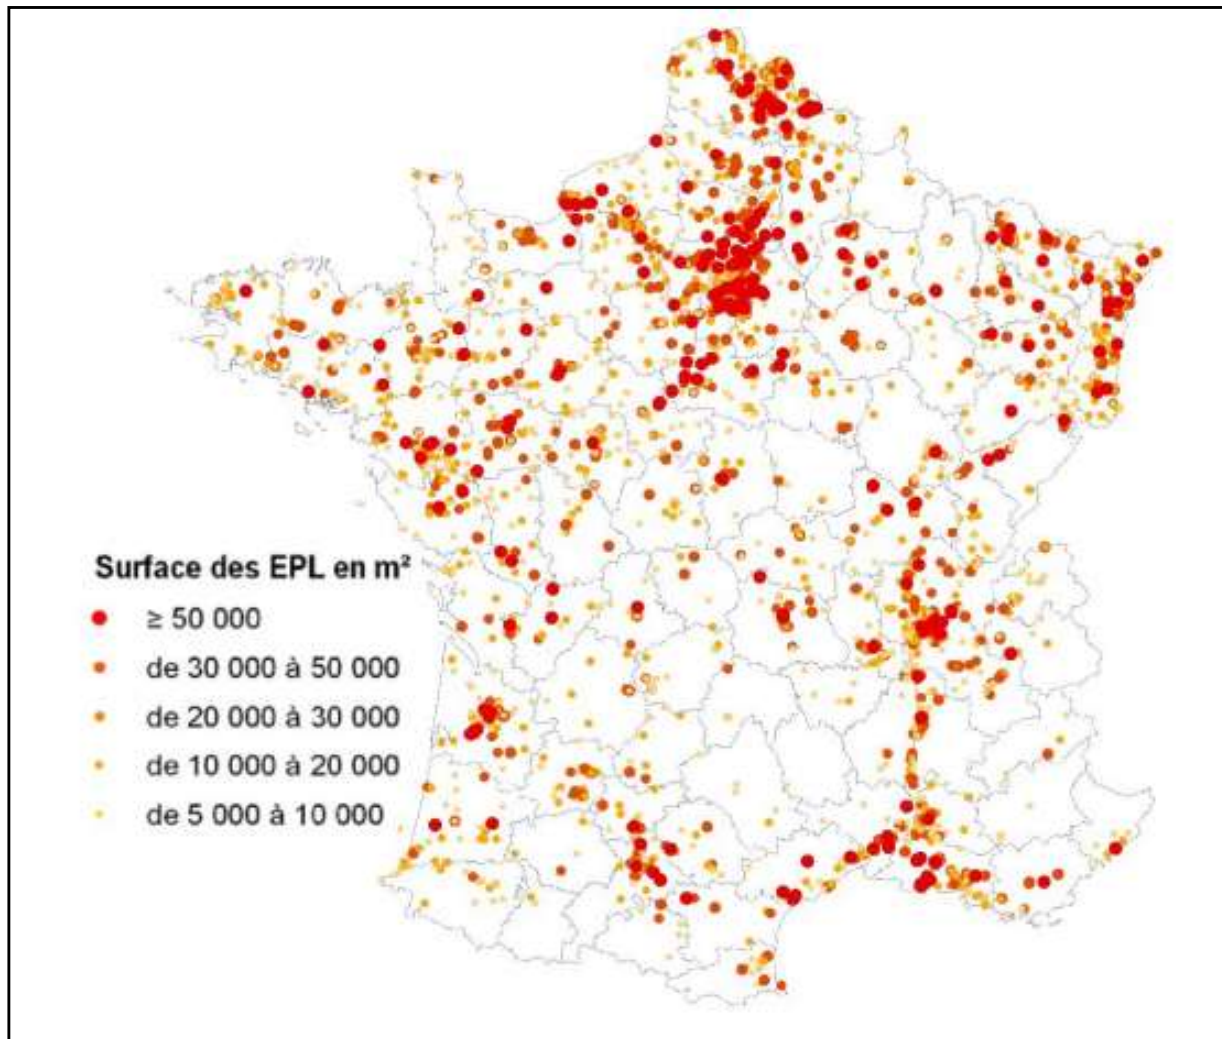 Surface des EPL en m²
≥ 50 000
de 30 000 à 50 000
de 20 000 à 30 000
de 10 000 à 20 000
de 5 000 à 10 000